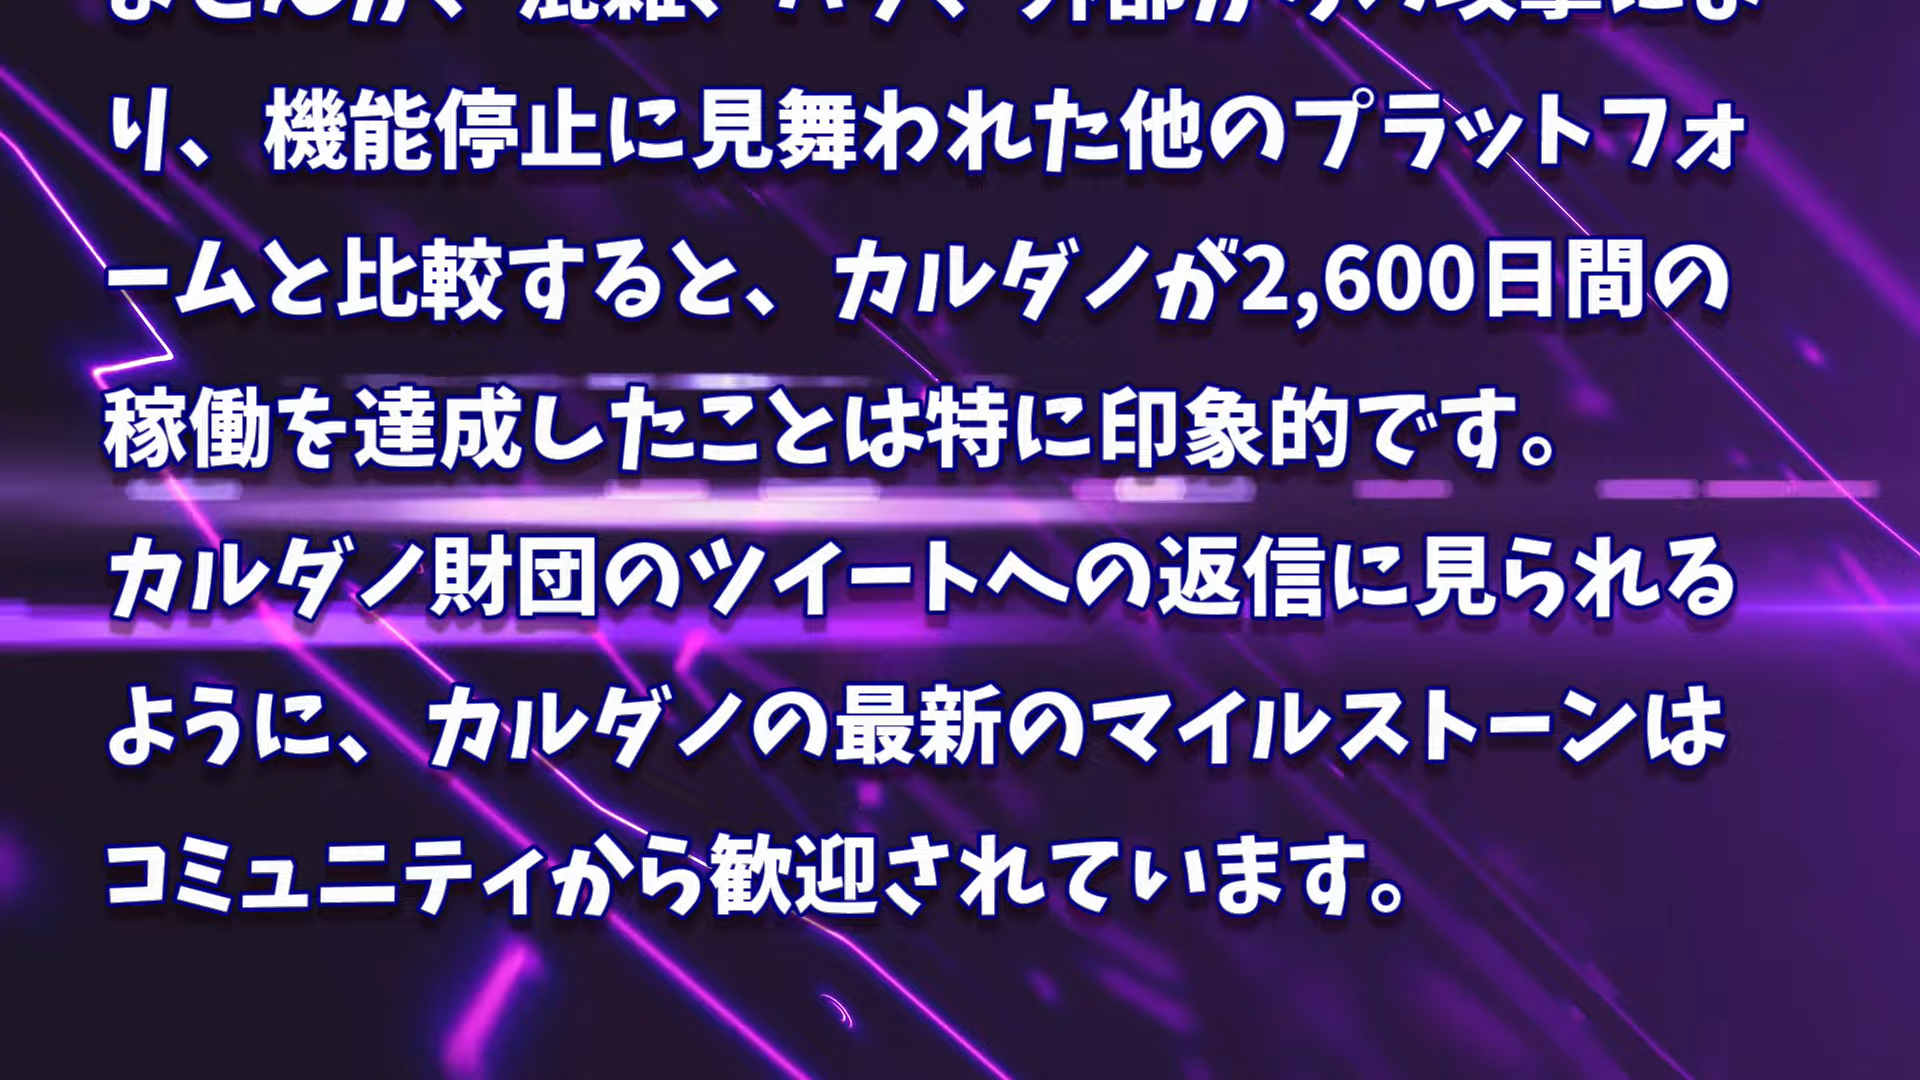 り、機能停止に見舞われた他のプラットフォ
ームと比較すると、カルダノが2,600日間の
稼働を達成したことは特に印象的です。
カルダノ財団のツイートへの返信に見られる
ように、カルダノの最新のマイルストーンは
コミュニティから歓迎されています。